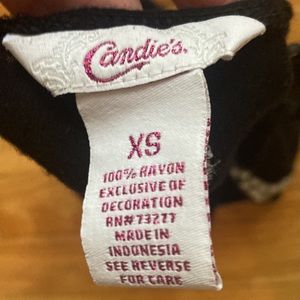 Candie's.
XS
100% RAYON
EXCLUSIVE OF
DECORATION
RN#73277
MADE IN
INDONESIA
SEE REVERSE
FOR CARE